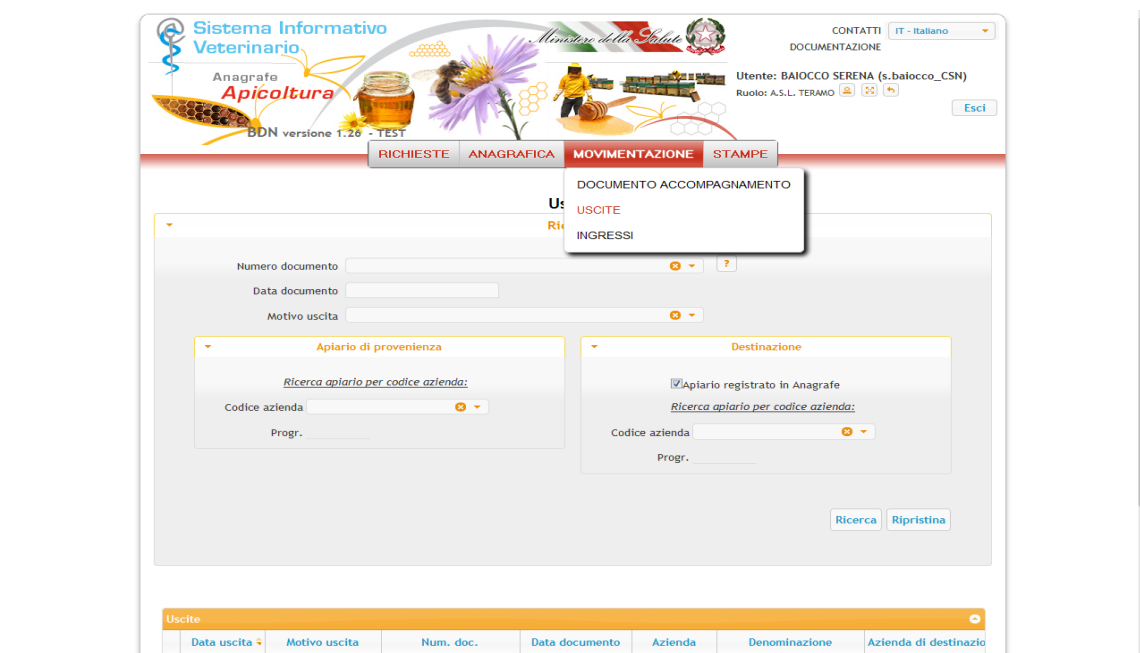 Sistema Informativo
Veterinario
Ministero della Salute
CONTATTI
IT - Italiano
DOCUMENTAZIONE
Anagrafe
Apicoltura
Utente: BAIOCCO SERENA (s.baiocco_CSN)
Ruolo: A.S.L. TERAMO
Esci
BDN versione 1.26 - TEST
RICHIESTE ANAGRAFICA MOVIMENTAZIONE STAMPE
DOCUMENTO ACCOMPAGNAMENTO
USCITE
INGRESSI
Numero documento
?
Data documento
Motivo uscita
Apiario di provenienza
Destinazione
Ricerca apiario per codice azienda:
Apiario registrato in Anagrafe
Codice azienda
Ricerca apiario per codice azienda:
Progr.
Codice azienda
Progr.
Ricerca Ripristina
Uscite
Data uscita Motivo uscita Num. doc. Data documento Azienda Denominazione Azienda di destinazio